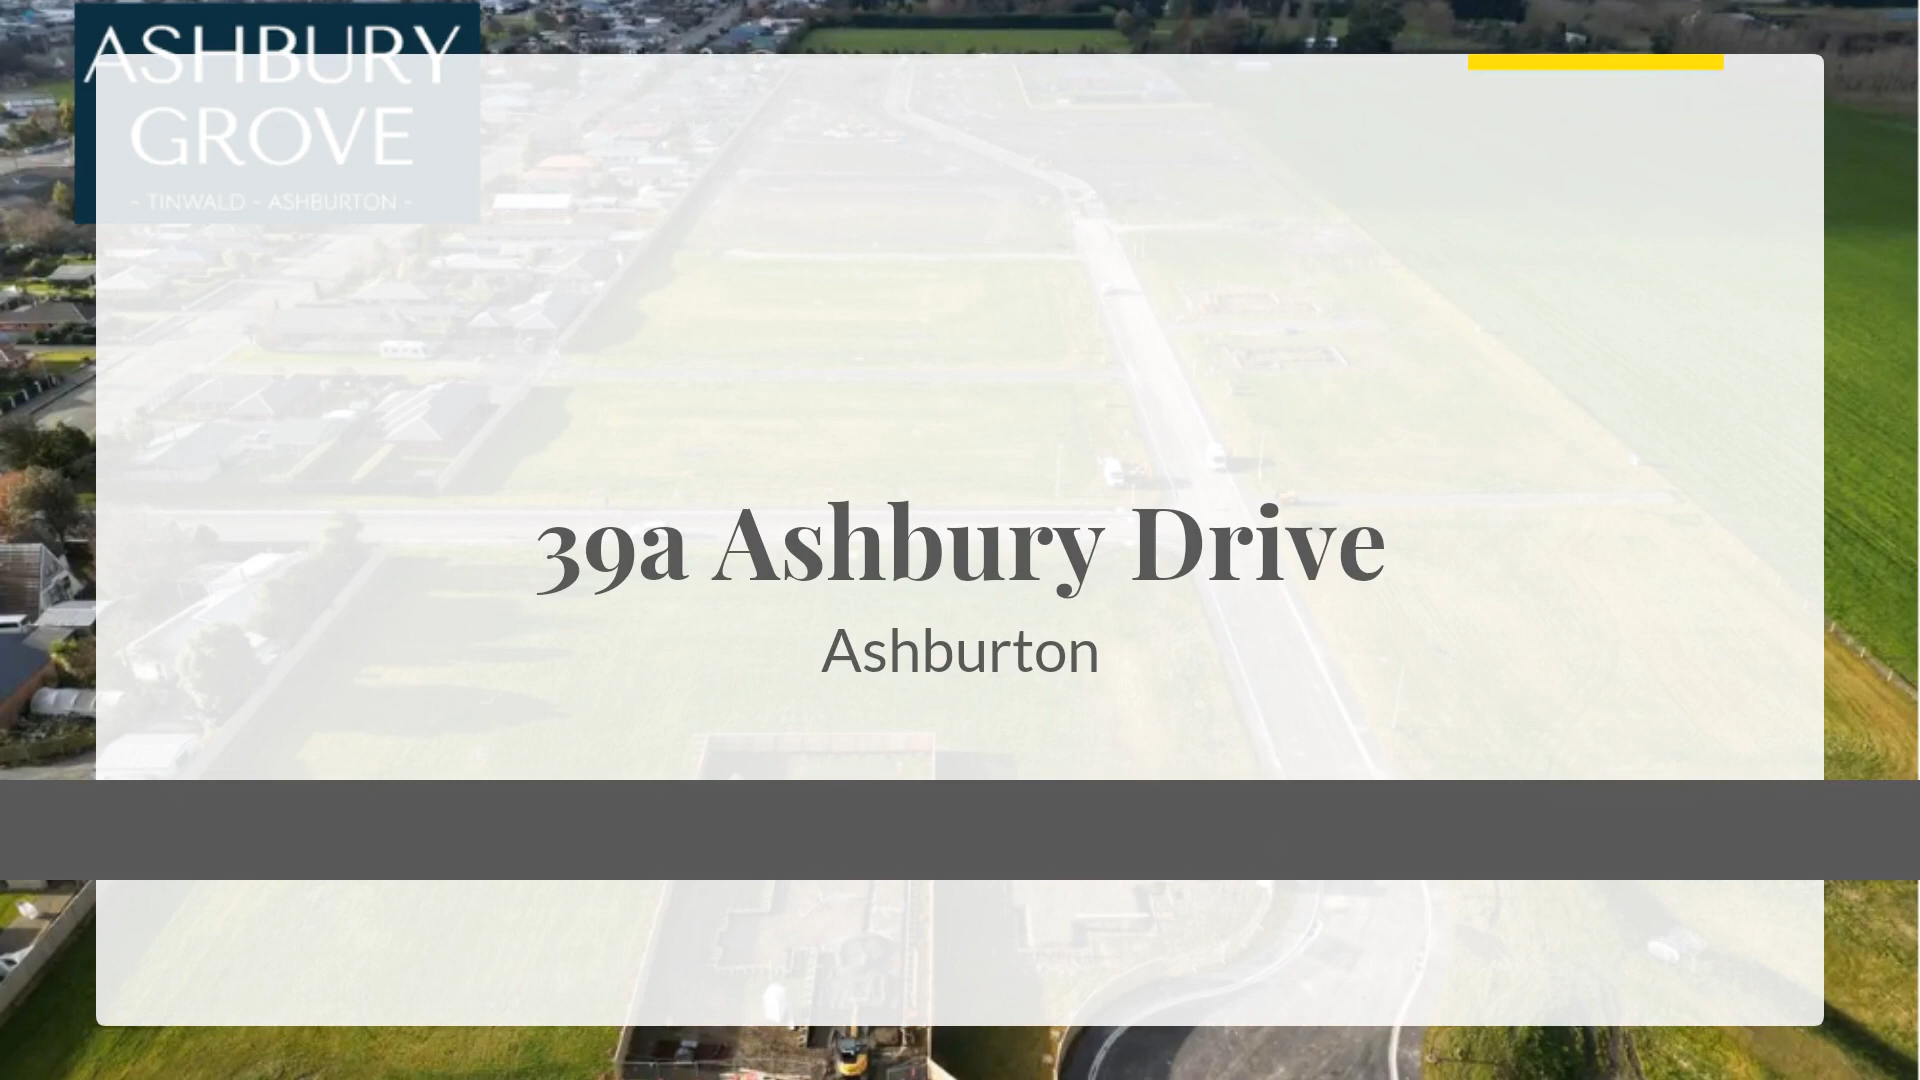 ASHBURY
GROVE
- TINWALD - ASHBURTON -
39a Ashbury Drive
Ashburton